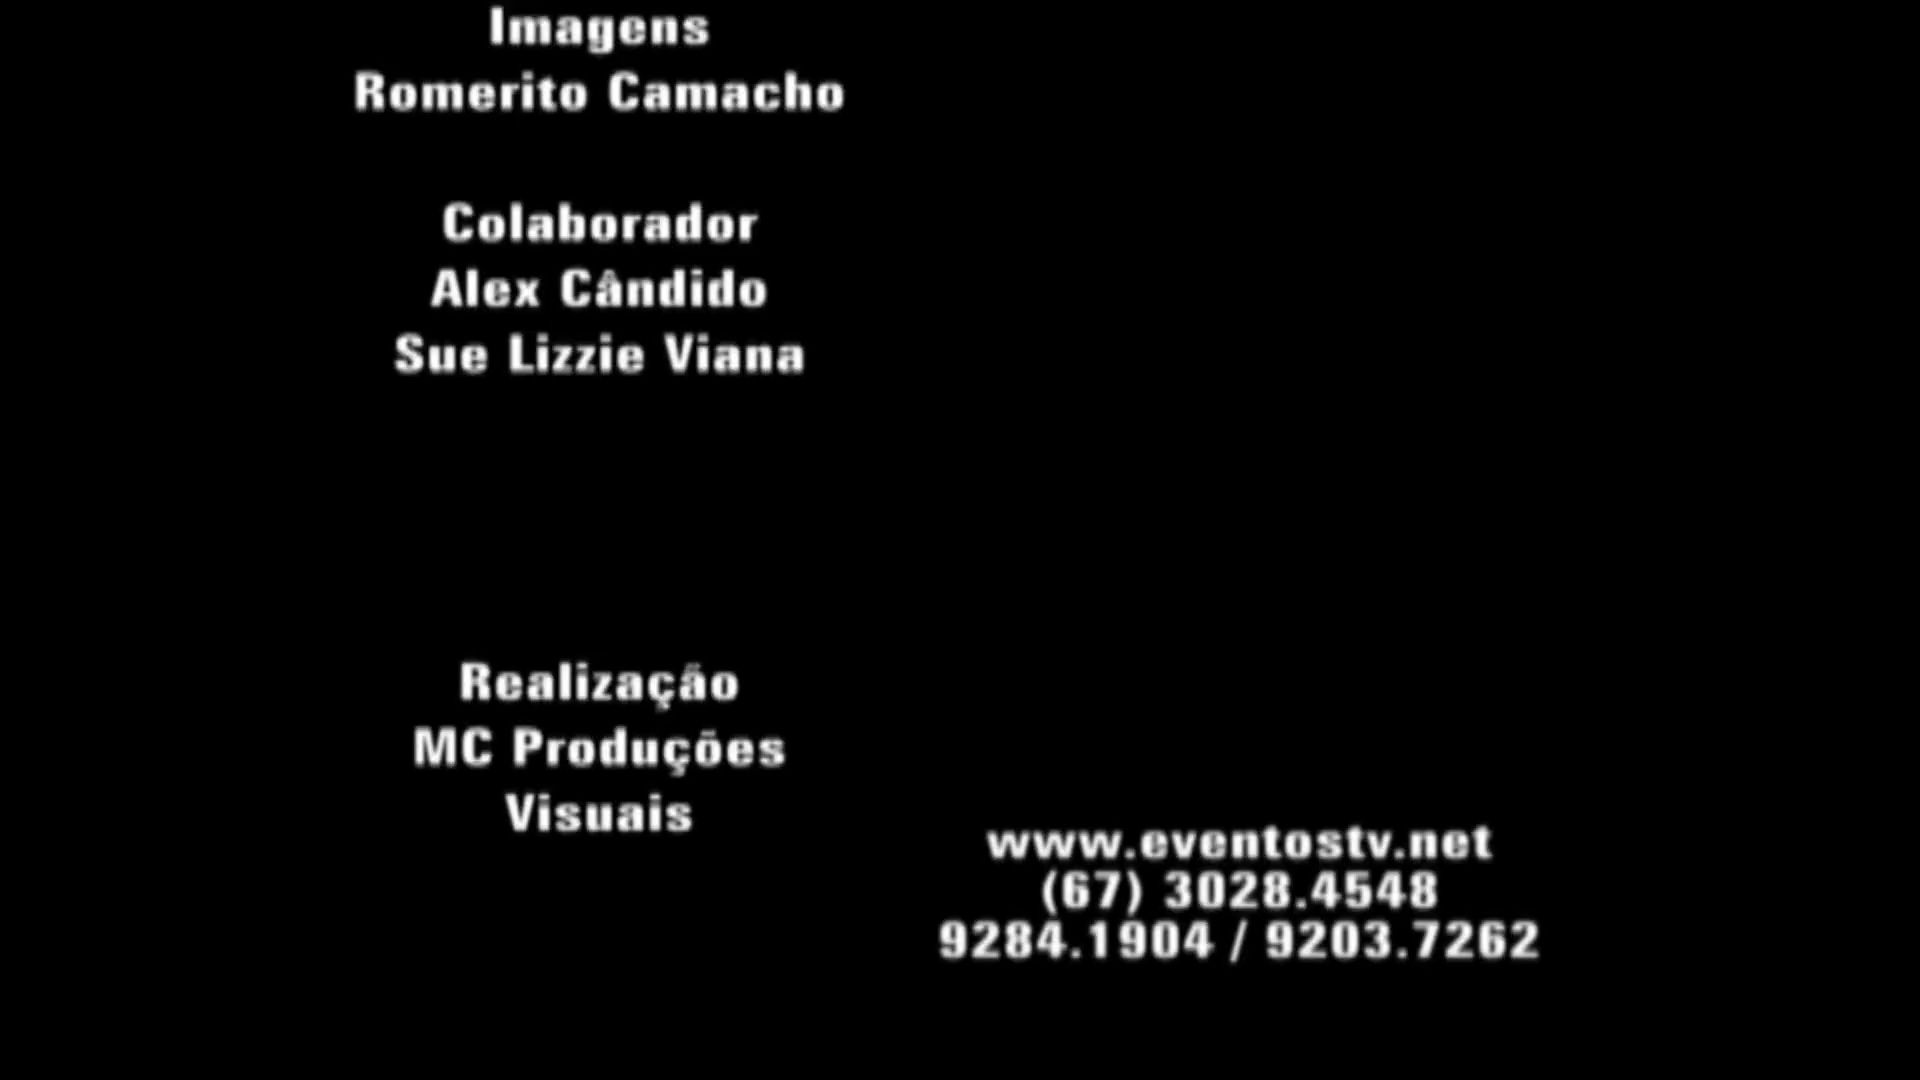 Imagens
Romerito Camacho
Colaborador
Alex Cândido
Sue Lizzie Viana
Realização
MC Produções
Visuais
www.eventostv.net
(67) 3028.4548
9284.1904 / 9203.7262